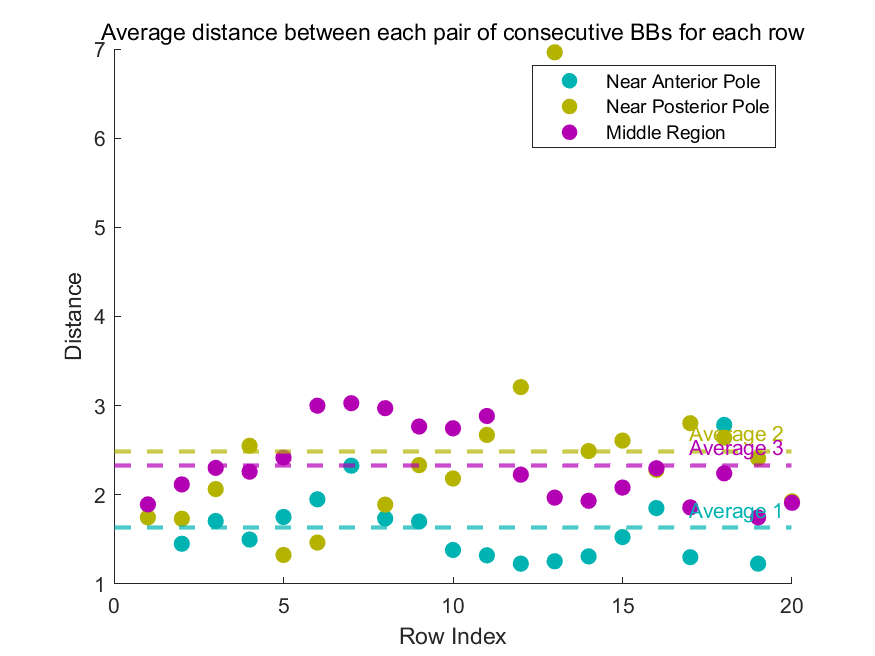 Average distance between each pair of consecutive BBs for each row
7
6
5
4
3
2
1
Distance
Near Anterior Pole
Near Posterior Pole
Middle Region
Average 2
Average 3
Average 1
0
5
10
15
20
Row Index